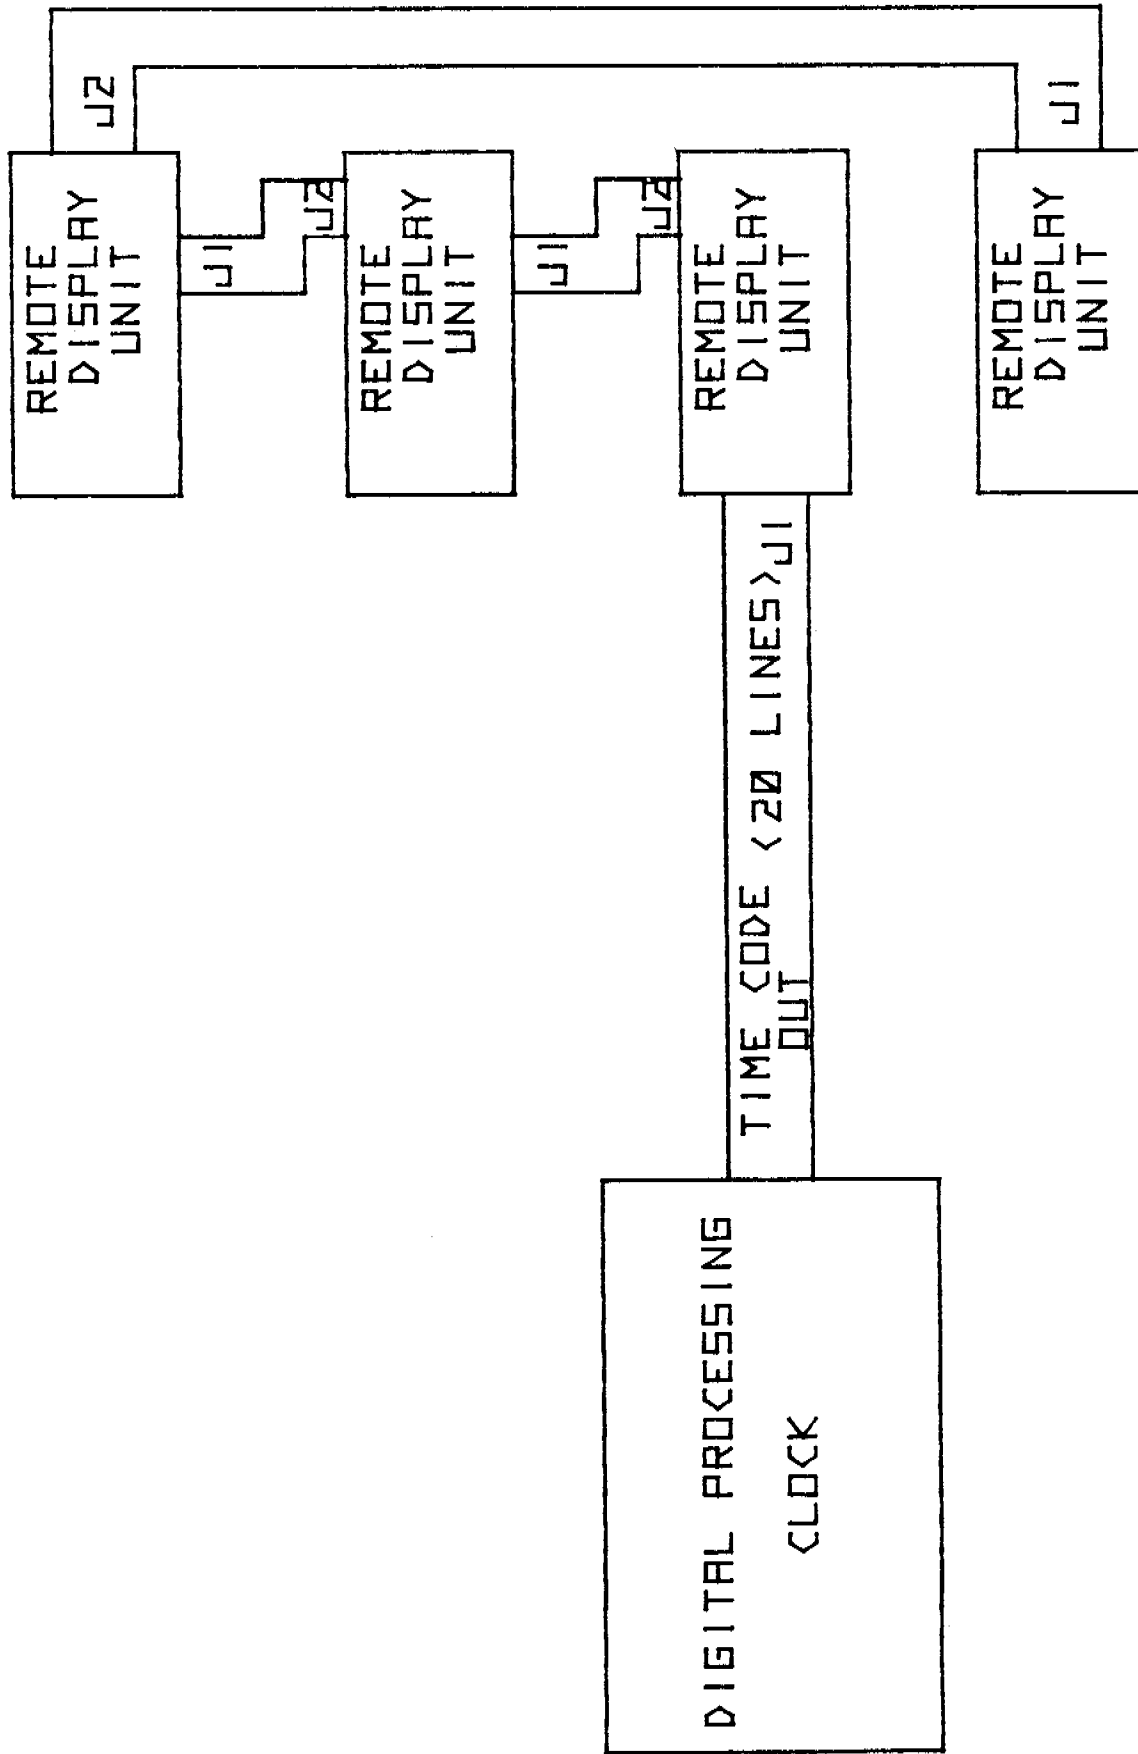 REMOTE
DISPLAY
UNIT
J2
J1
REMOTE
DISPLAY
UNIT
J2
J1
REMOTE
DISPLAY
UNIT
J2
J1
REMOTE
DISPLAY
UNIT
J1
TIME CODE <20 LINES>
OUT
DIGITAL PROCESSING
CLOCK